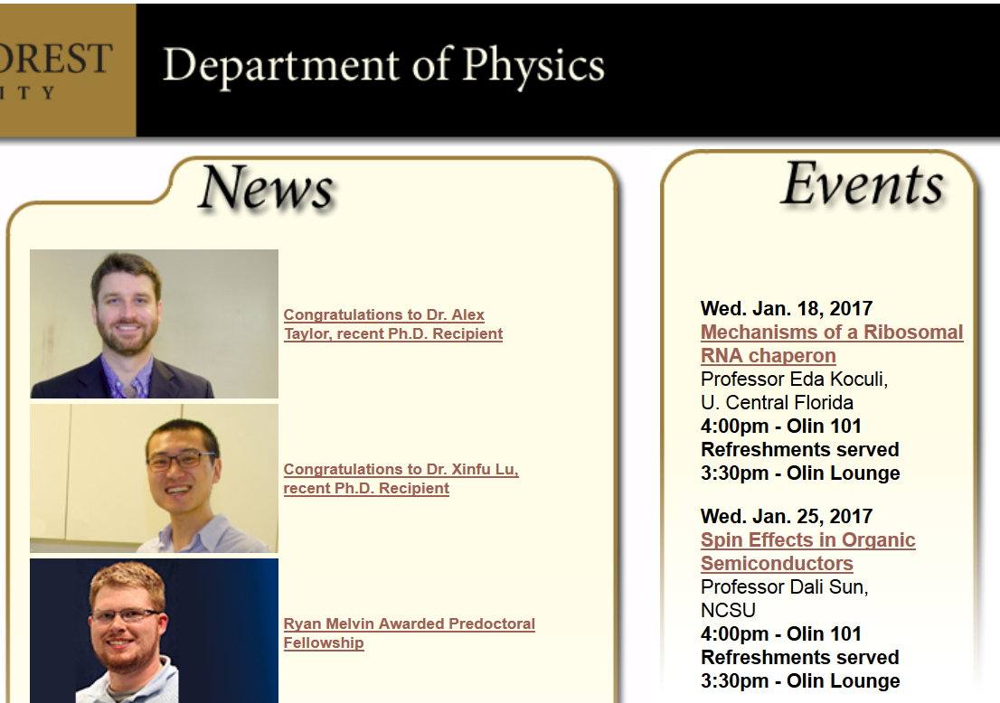 OREST
ITY
Department of Physics
News
Congratulations to Dr. Alex
Taylor, recent Ph.D. Recipient
Congratulations to Dr. Xinfu Lu,
recent Ph.D. Recipient
Ryan Melvin Awarded Predoctoral
Fellowship
Events
Wed. Jan. 18, 2017
Mechanisms of a Ribosomal
RNA chaperon
Professor Eda Koculi,
U. Central Florida
4:00pm - Olin 101
Refreshments served
3:30pm - Olin Lounge
Wed. Jan. 25, 2017
Spin Effects in Organic
Semiconductors
Professor Dali Sun,
NCSU
4:00pm - Olin 101
Refreshments served
3:30pm - Olin Lounge